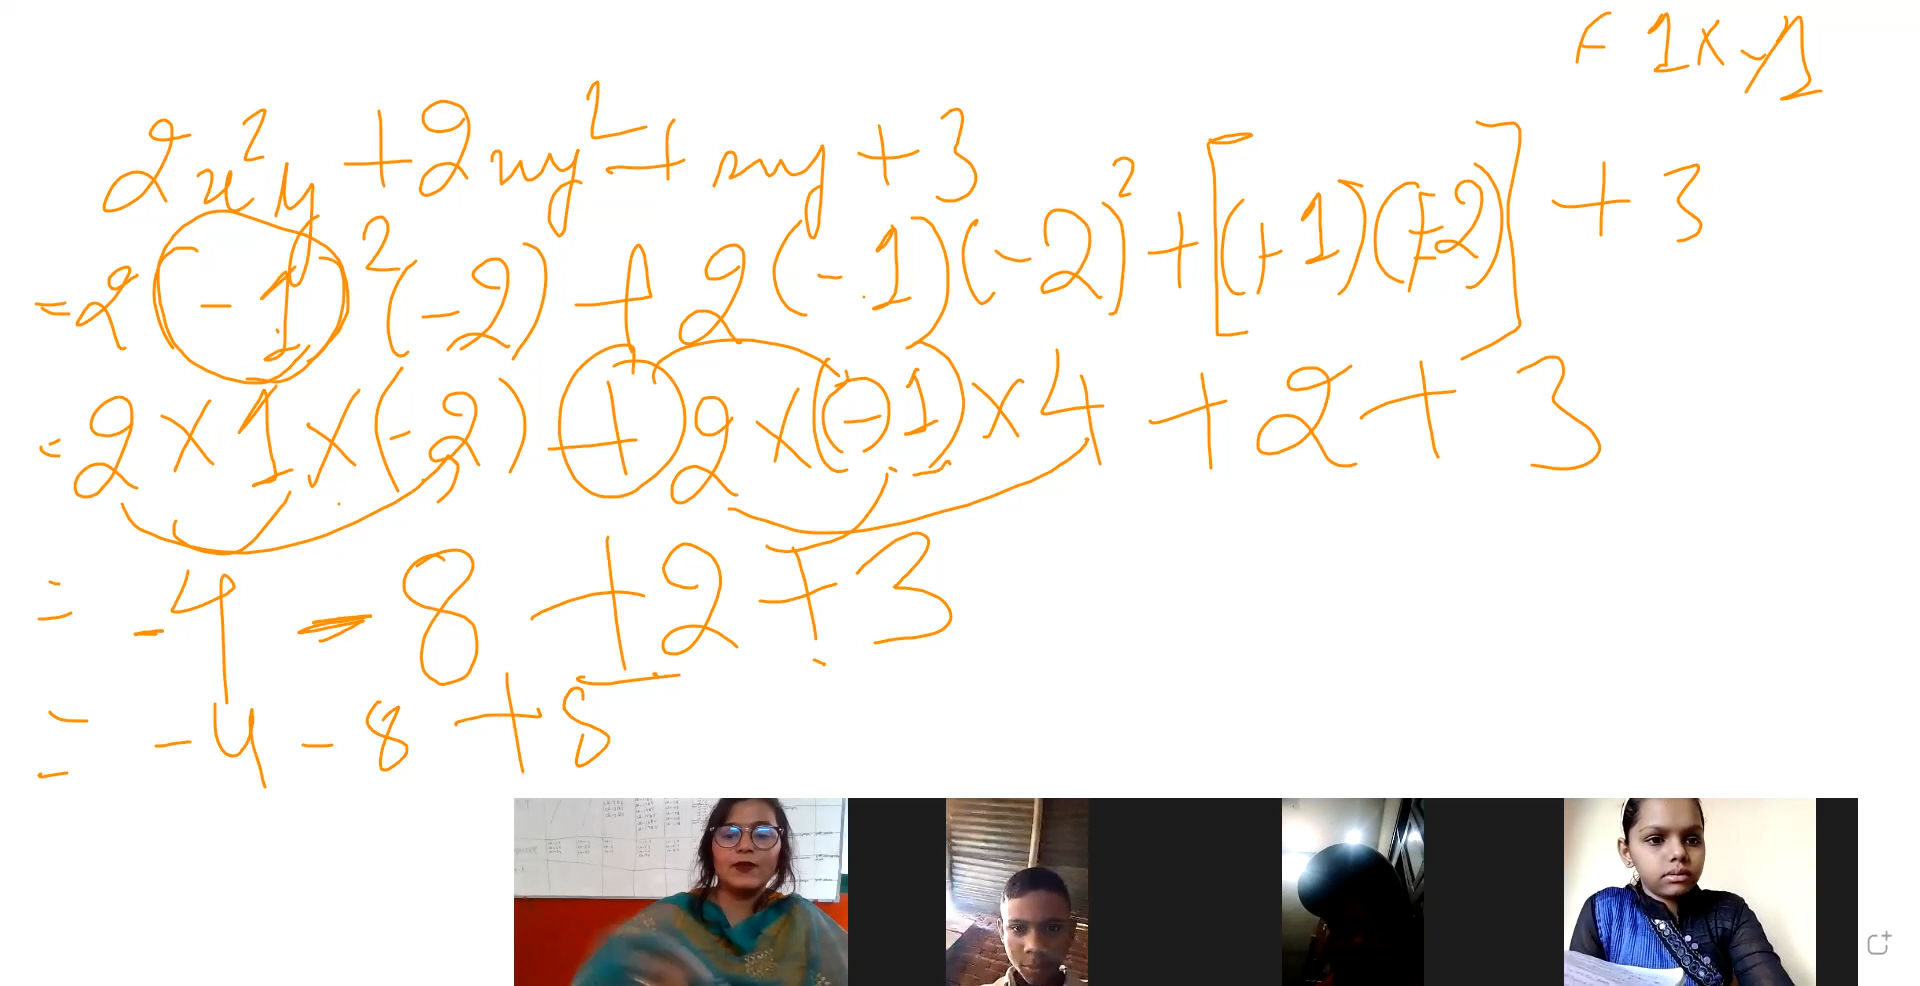 F 1xy1
2x²y + 2xy² + xy + 3
= 2(-1)²(-2) + 2(-1)(-2)² + [(+1)(+2)] + 3
= 2 × 1 × (-2) + 2 × (-1) × 4 + 2 + 3
= -4 - 8 + 2 + 3
= -4 - 8 + 5
=